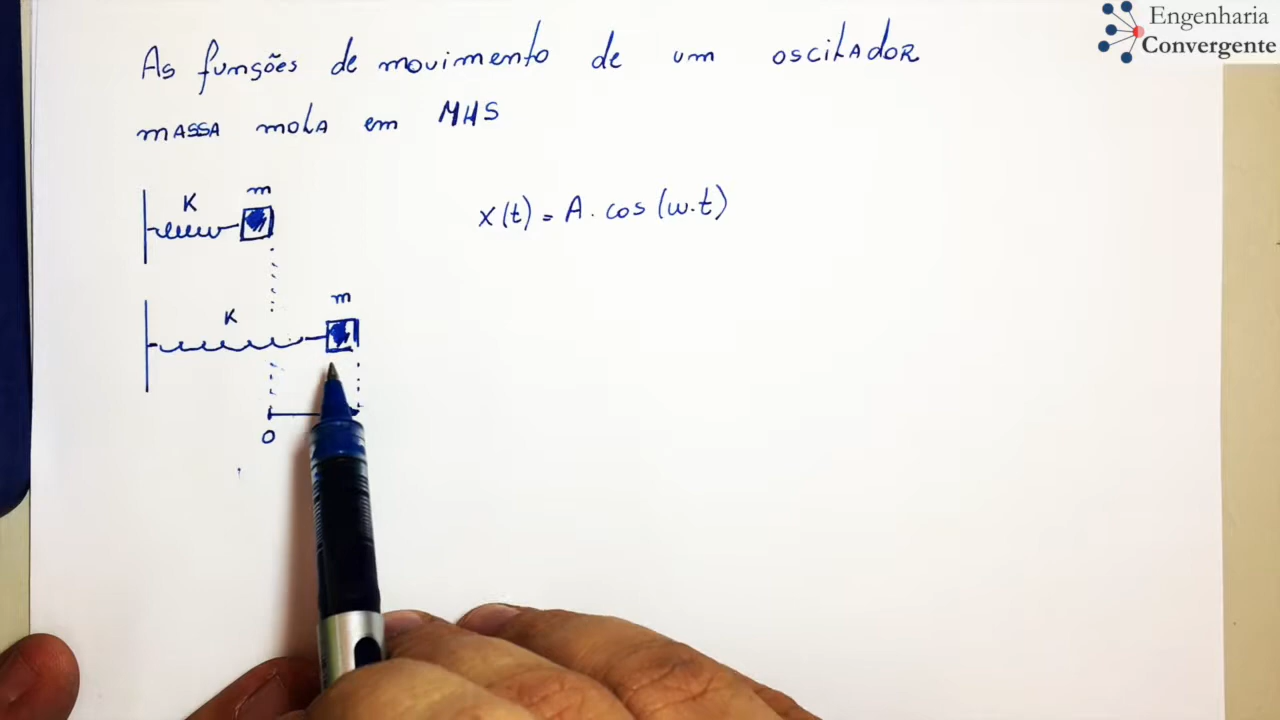 Engenharia
Convergente
As funções de movimento de um oscilador
massa mola em MHS
K
m
x(t) = A . cos (w.t)
m
K
0